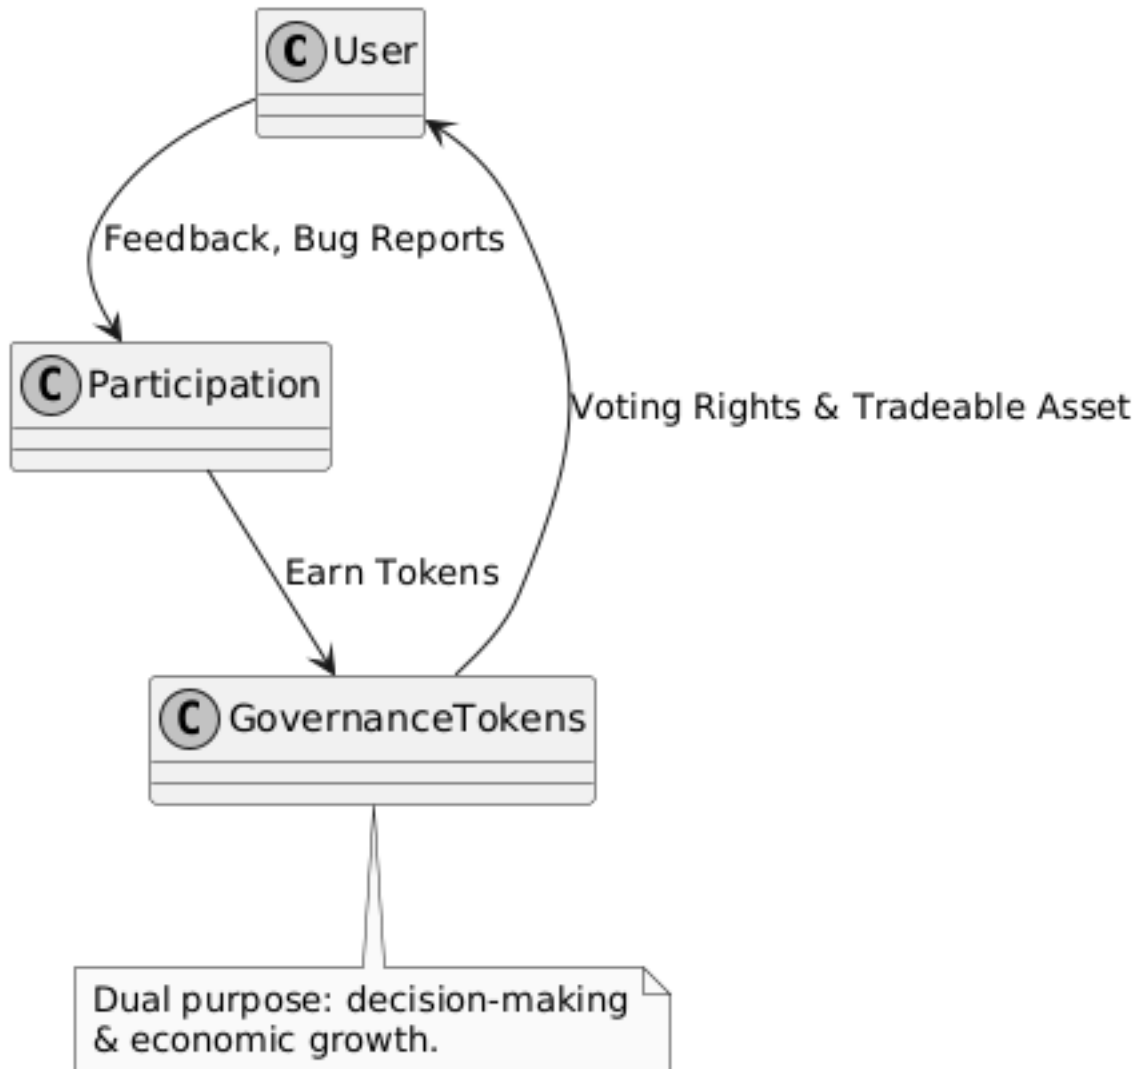 C User
Feedback, Bug Reports
C Participation
Voting Rights & Tradeable Asset
Earn Tokens
C GovernanceTokens
Dual purpose: decision-making
& economic growth.